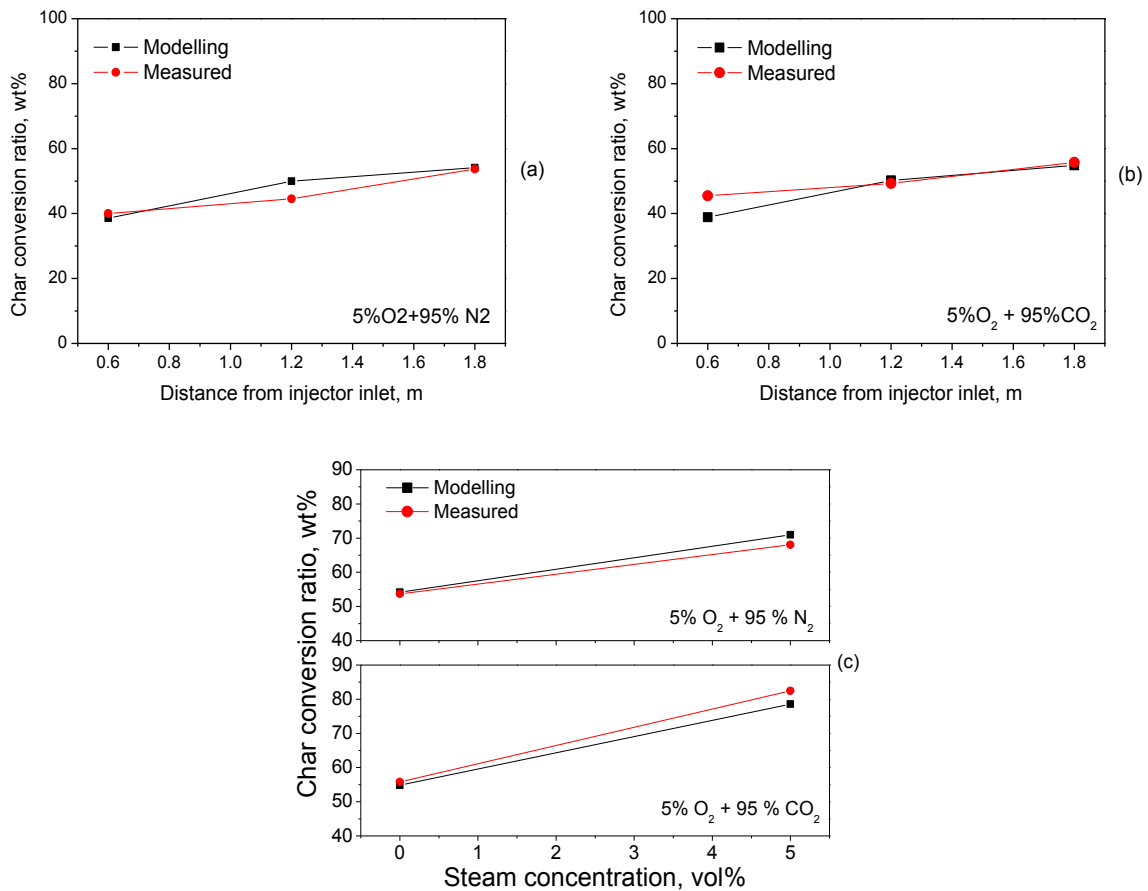 100
80
60
40
20
0
Char conversion ratio, wt%
Modelling
Measured
5%O2+95% N2
(a)
0.6 0.8 1.0 1.2 1.4 1.6 1.8
Distance from injector inlet, m
100
80
60
40
20
0
Char conversion ratio, wt%
Modelling
Measured
5%O₂ + 95%CO₂
(b)
0.6 0.8 1.0 1.2 1.4 1.6 1.8
Distance from injector inlet, m
Char conversion ratio, wt%
90
80
70
60
50
40
Modelling
Measured
5% O₂ + 95 % N₂
(c)
90
80
70
60
50
40
5% O₂ + 95 % CO₂
0 1 2 3 4 5
Steam concentration, vol%